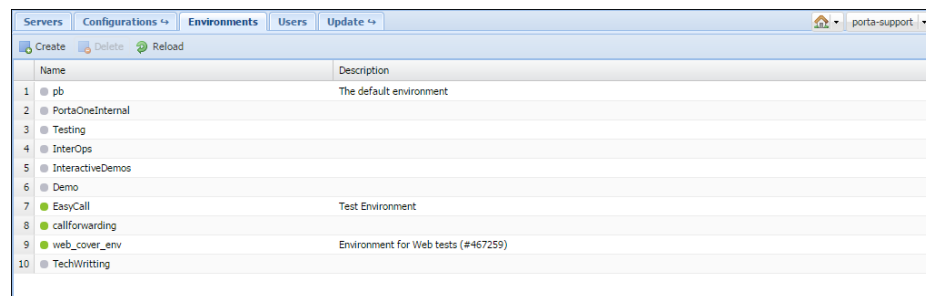 Servers Configurations ↪ Environments Users Update ↪ porta-support
Create Delete Reload
Name Description
1 pb The default environment
2 PortaOneInternal
3 Testing
4 InterOps
5 InteractiveDemos
6 Demo
7 EasyCall Test Environment
8 callforwarding
9 web_cover_env Environment for Web tests (#467259)
10 TechWritting